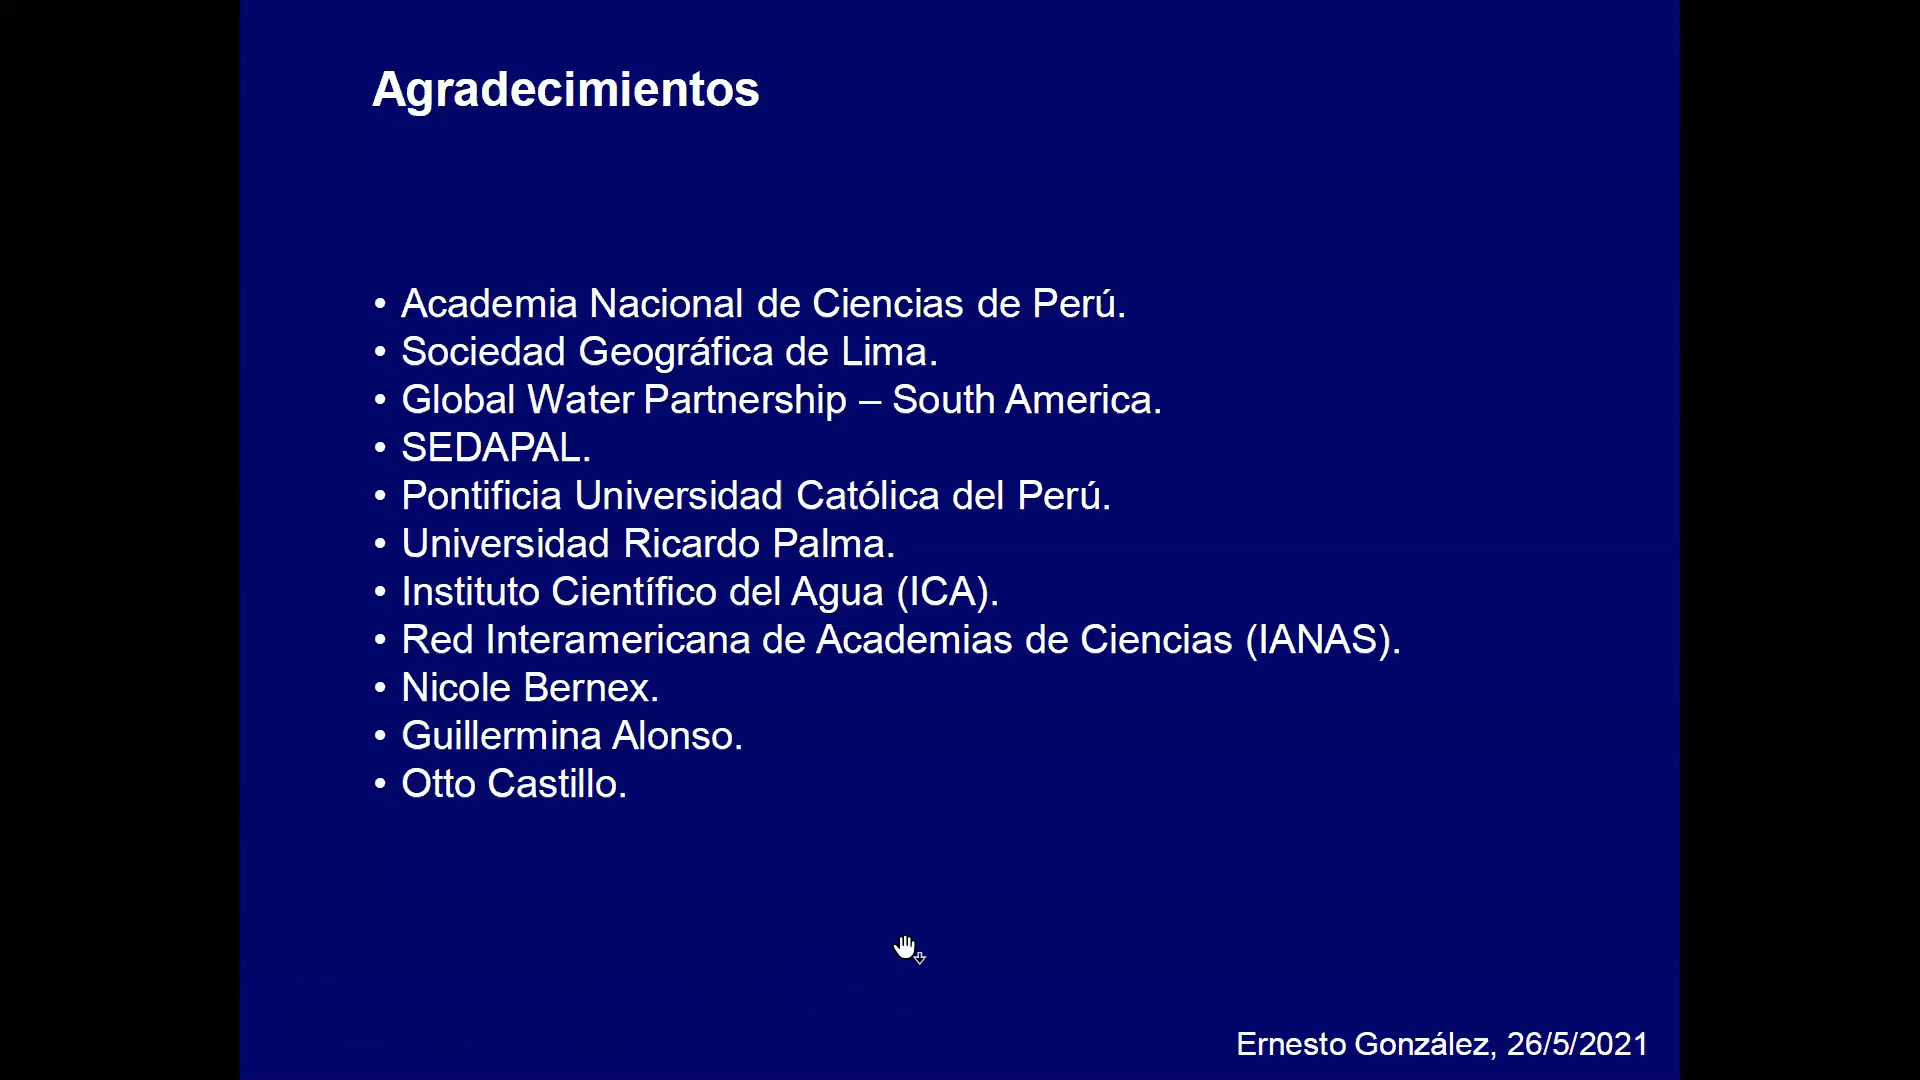 Agradecimientos
• Academia Nacional de Ciencias de Perú.
• Sociedad Geográfica de Lima.
• Global Water Partnership – South America.
• SEDAPAL.
• Pontificia Universidad Católica del Perú.
• Universidad Ricardo Palma.
• Instituto Científico del Agua (ICA).
• Red Interamericana de Academias de Ciencias (IANAS).
• Nicole Bernex.
• Guillermina Alonso.
• Otto Castillo.
Ernesto González, 26/5/2021